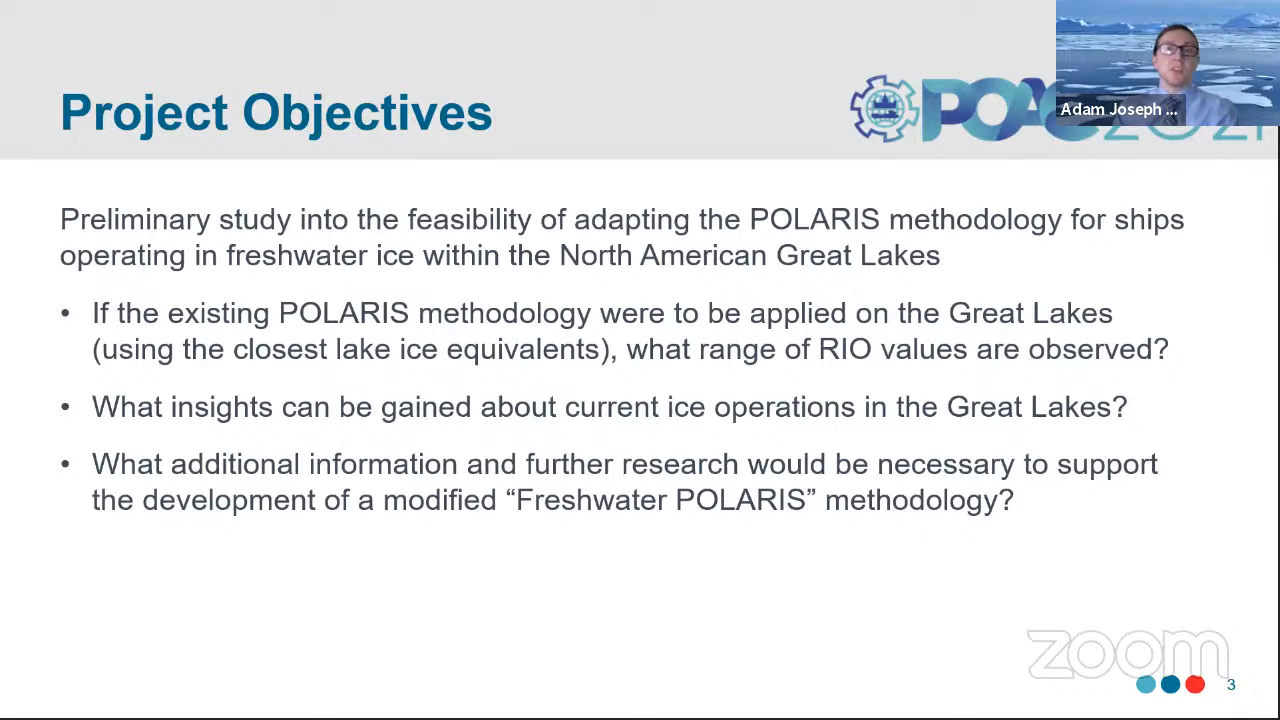 Project Objectives
POAC2021
Adam Joseph ...
Preliminary study into the feasibility of adapting the POLARIS methodology for ships
operating in freshwater ice within the North American Great Lakes
• If the existing POLARIS methodology were to be applied on the Great Lakes
(using the closest lake ice equivalents), what range of RIO values are observed?
• What insights can be gained about current ice operations in the Great Lakes?
• What additional information and further research would be necessary to support
the development of a modified “Freshwater POLARIS” methodology?
zoom
3